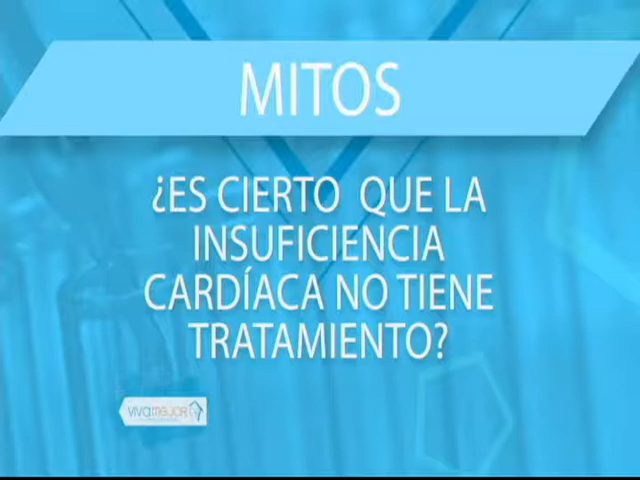 MITOS
¿ES CIERTO QUE LA
INSUFICIENCIA
CARDÍACA NO TIENE
TRATAMIENTO?
VIVAMEJOR